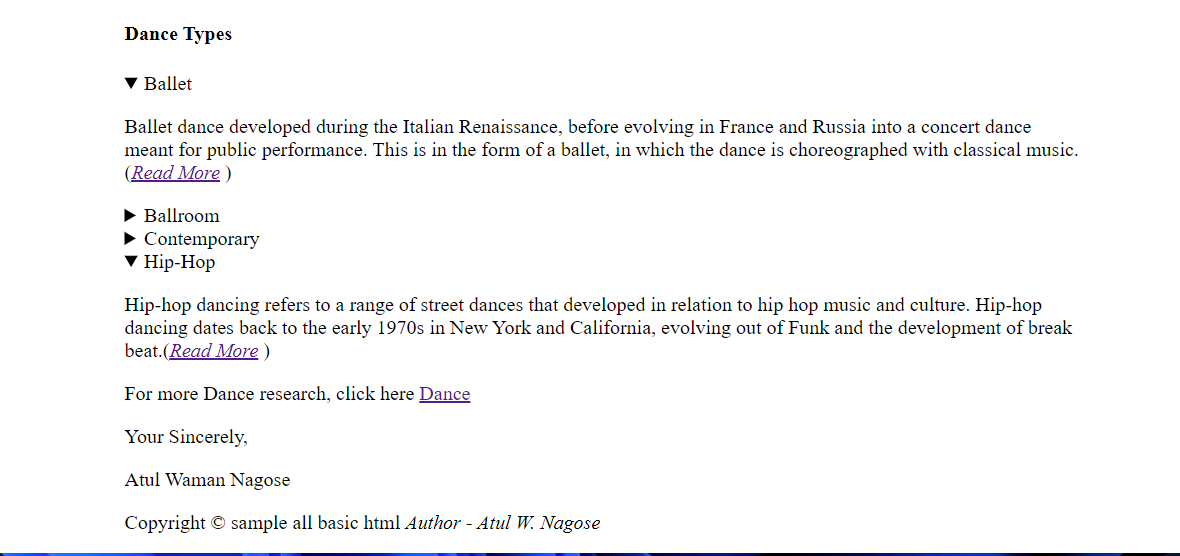 Dance Types
Ballet
Ballet dance developed during the Italian Renaissance, before evolving in France and Russia into a concert dance
meant for public performance. This is in the form of a ballet, in which the dance is choreographed with classical music.
(Read More )
Ballroom
Contemporary
Hip-Hop
Hip-hop dancing refers to a range of street dances that developed in relation to hip hop music and culture. Hip-hop
dancing dates back to the early 1970s in New York and California, evolving out of Funk and the development of break
beat.(Read More )
For more Dance research, click here Dance
Your Sincerely,
Atul Waman Nagose
Copyright © sample all basic html Author - Atul W. Nagose